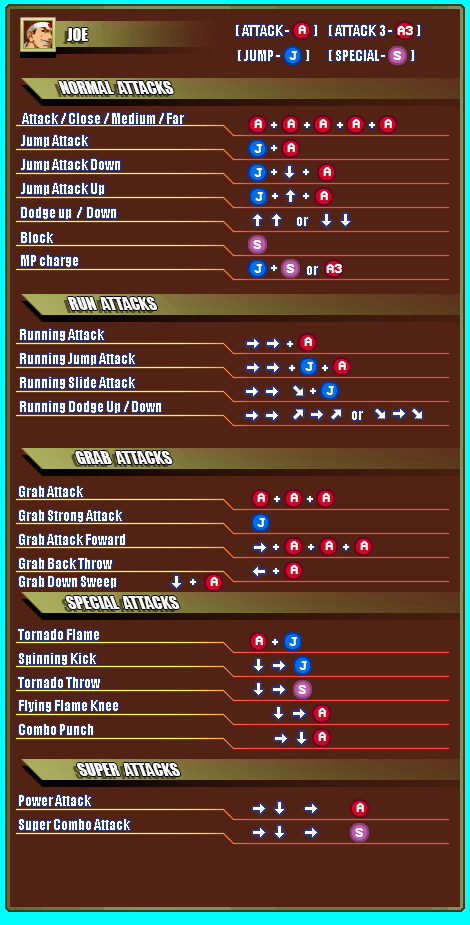 JOE
[ ATTACK - A ] [ ATTACK 3 - A3 ]
[ JUMP - J ] [ SPECIAL - S ]
NORMAL ATTACKS
Attack / Close / Medium / Far A + A + A + A + A
Jump Attack J + A
Jump Attack Down J + ↓ + A
Jump Attack Up J + ↑ + A
Dodge up / Down ↑ ↑ or ↓ ↓
Block S
MP charge J + S or A3
RUN ATTACKS
Running Attack → → + A
Running Jump Attack → → + J + A
Running Slide Attack → → ↘ + J
Running Dodge Up / Down → → ↗ → ↗ or ↘ → ↘
GRAB ATTACKS
Grab Attack A + A + A
Grab Strong Attack J
Grab Attack Foward → + A + A + A
Grab Back Throw ← + A
Grab Down Sweep ↓ + A
SPECIAL ATTACKS
Tornado Flame A + J
Spinning Kick ↓ → J
Tornado Throw ↓ → S
Flying Flame Knee ↓ → A
Combo Punch → ↓ A
SUPER ATTACKS
Power Attack → ↓ → A
Super Combo Attack → ↓ → S